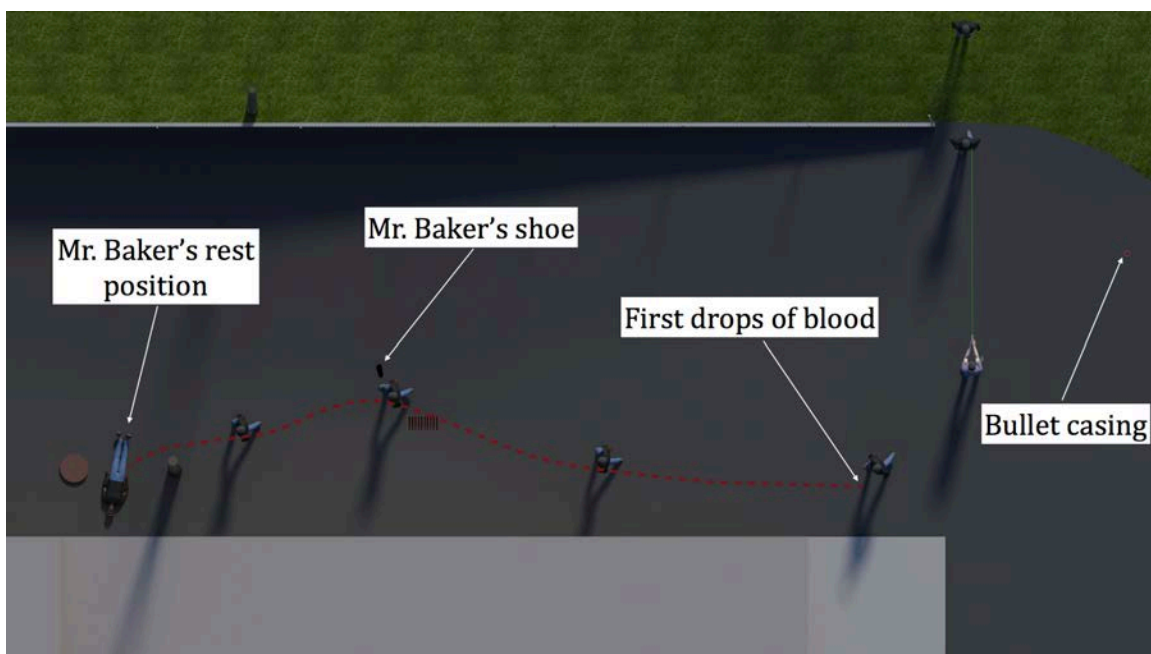 Mr. Baker’s rest
position
Mr. Baker’s shoe
First drops of blood
Bullet casing